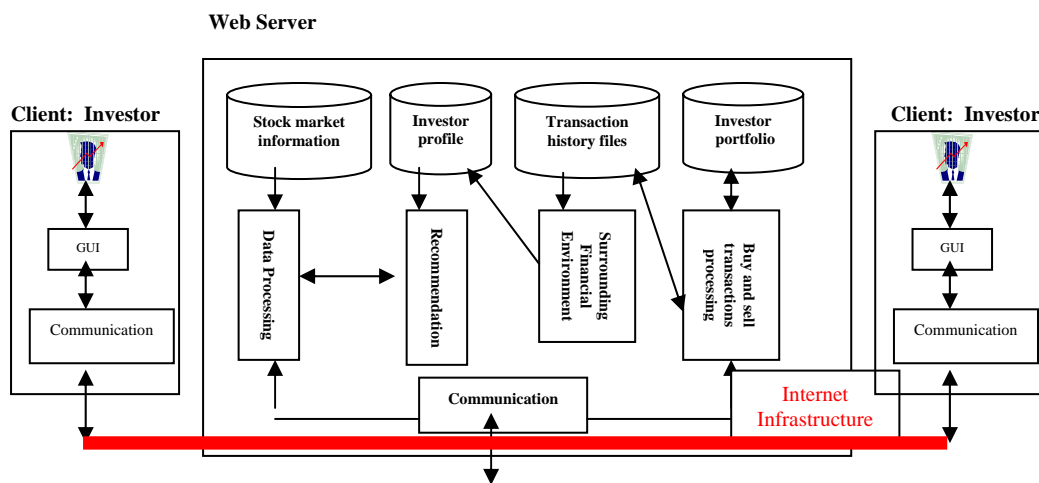 Web Server
Client:  Investor
Client:  Investor
Stock market
information
Investor
profile
Transaction
history files
Investor
portfolio
GUI
Communication
Data Processing
Recommendation
Surrounding
Financial
Environment
Buy and sell
transactions
processing
GUI
Communication
Communication
Internet
Infrastructure